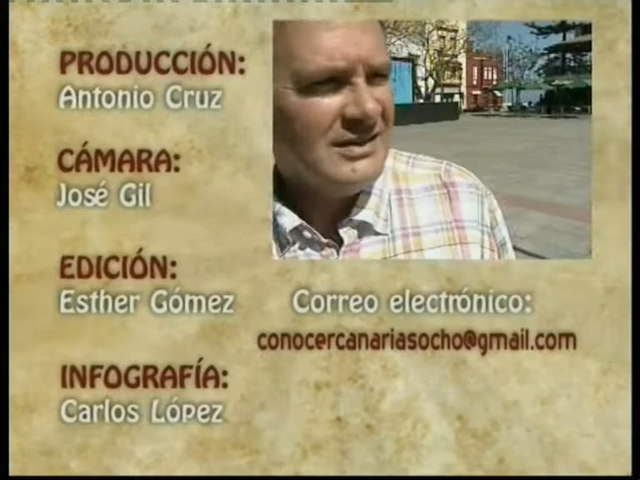 PRODUCCIÓN:
Antonio Cruz
CÁMARA:
José Gil
EDICIÓN:
Esther Gómez
INFOGRAFÍA:
Carlos López
Correo electrónico:
conocercanariasocho@gmail.com